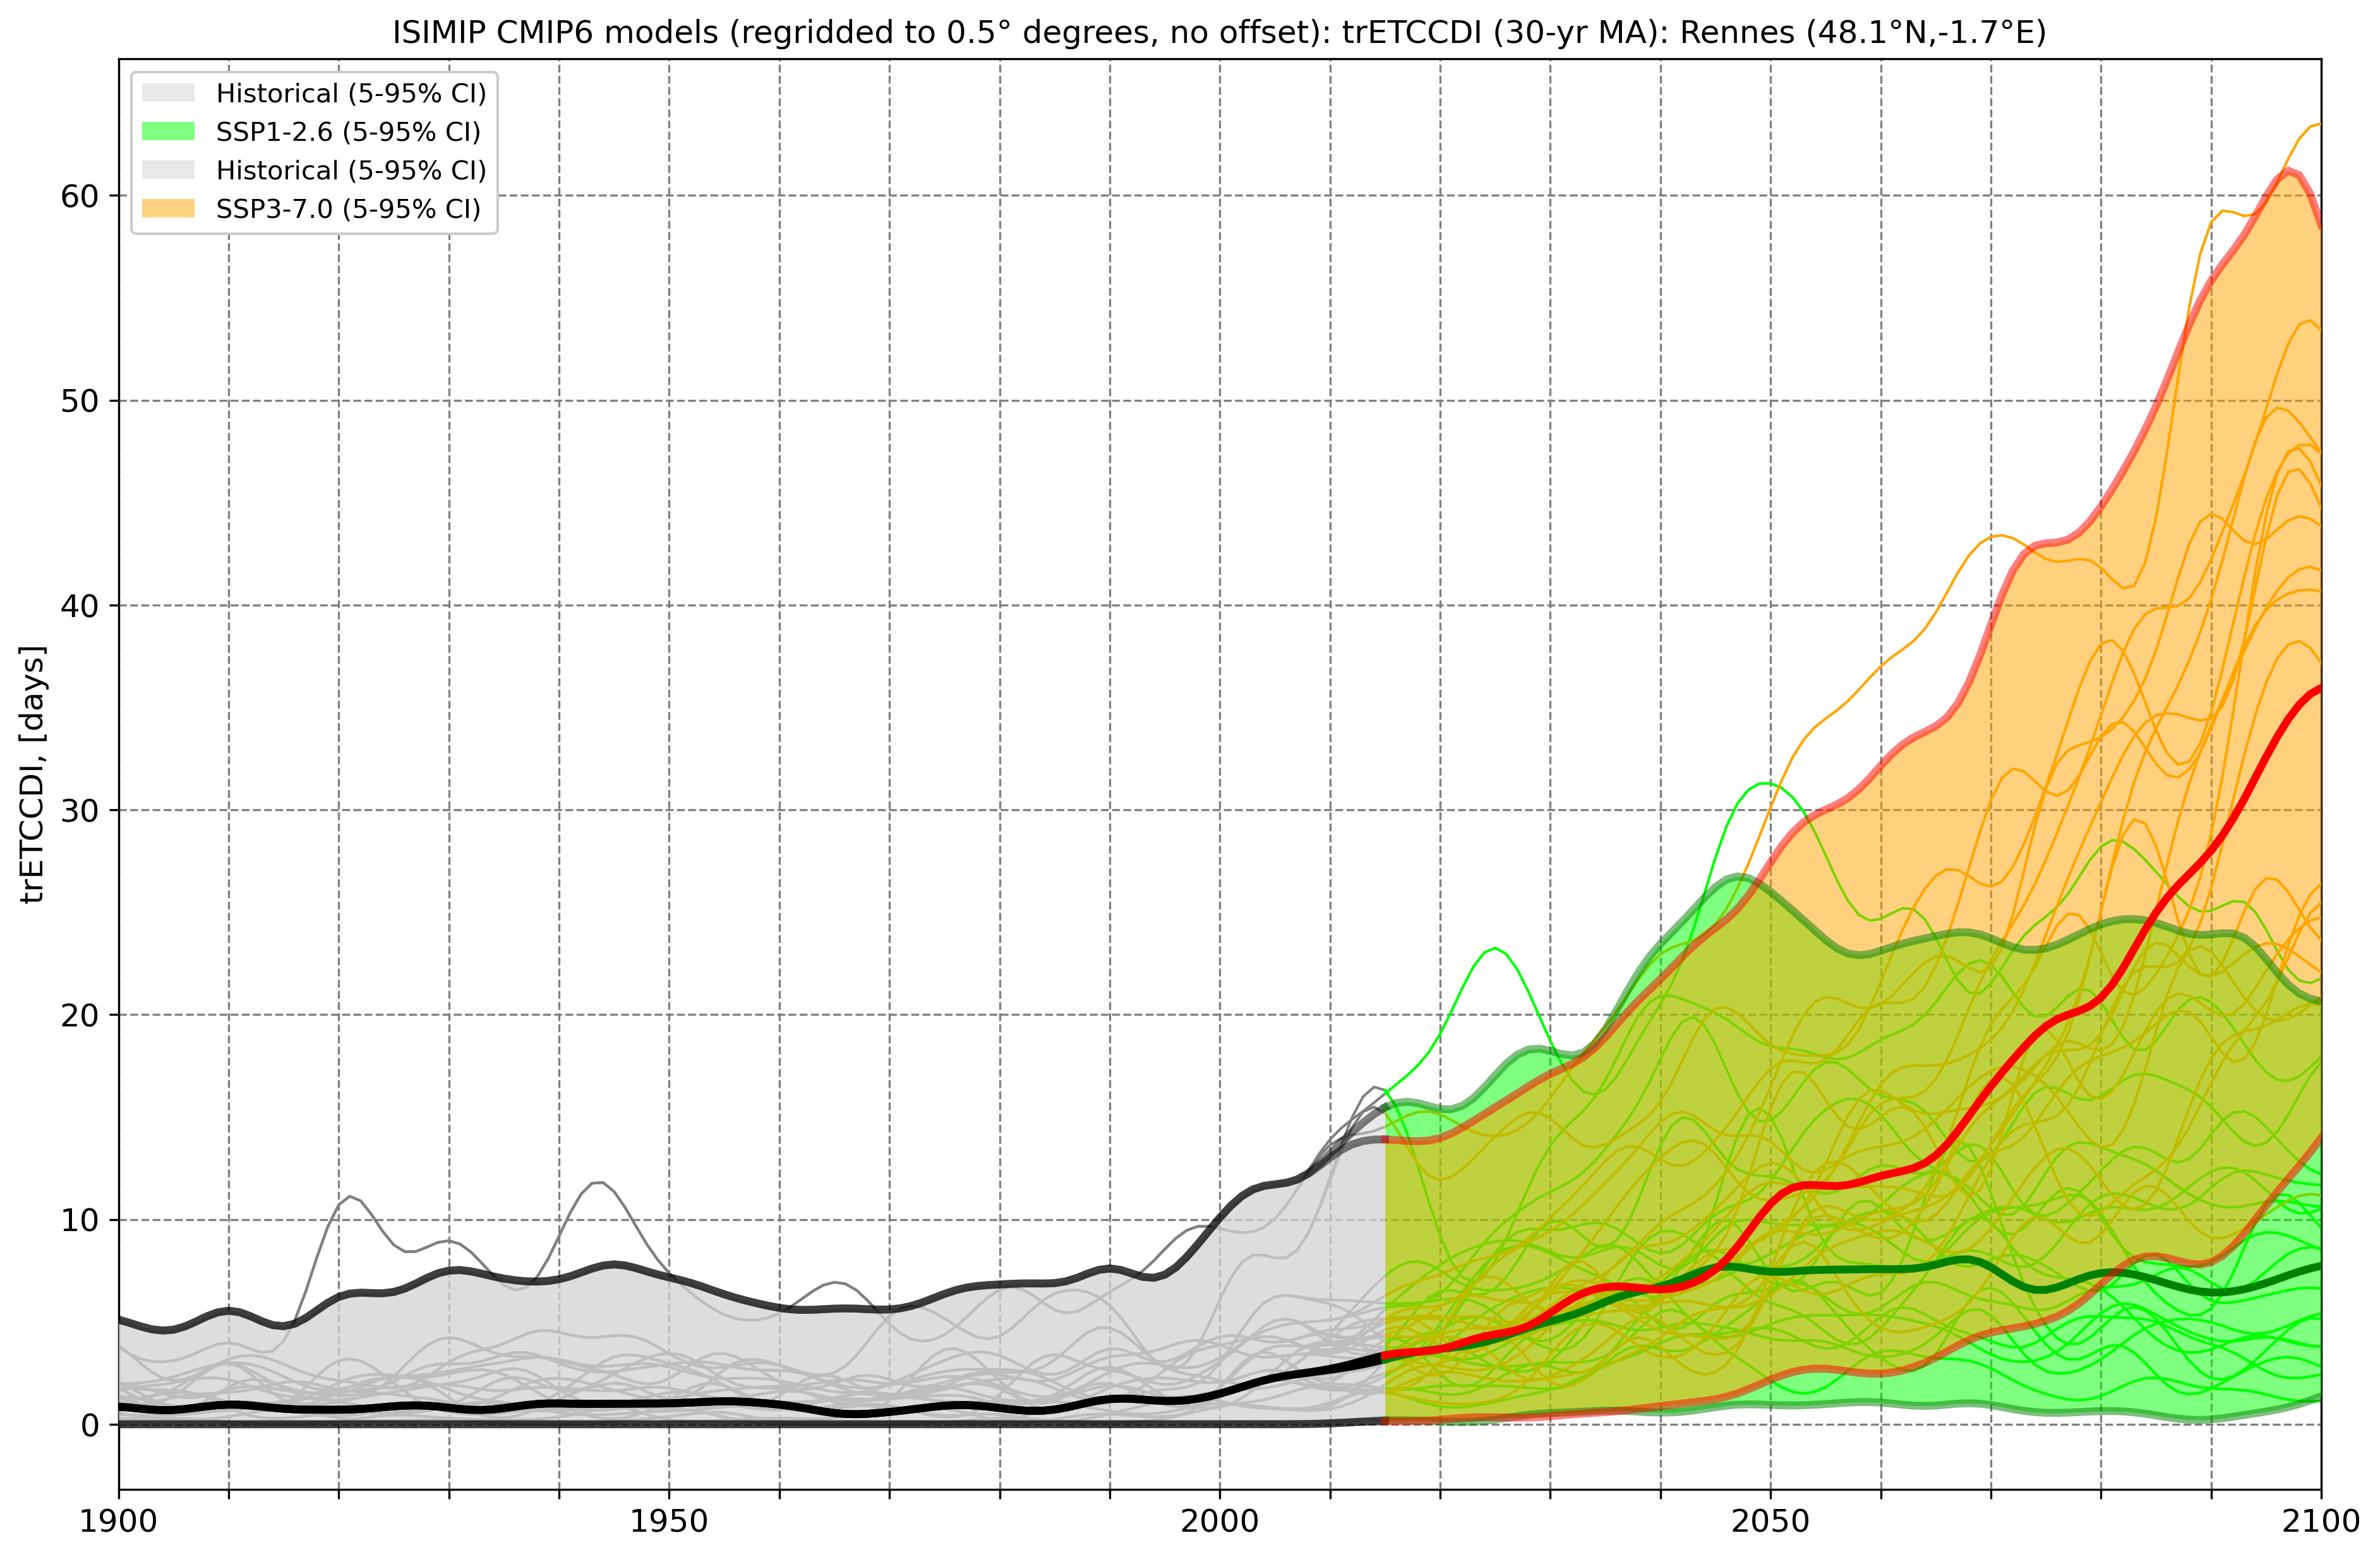 ISIMIP CMIP6 models (regridded to 0.5° degrees, no offset): trETCCDI (30-yr MA): Rennes (48.1°N,-1.7°E)
Historical (5-95% CI)
SSP1-2.6 (5-95% CI)
Historical (5-95% CI)
SSP3-7.0 (5-95% CI)
trETCCDI, [days]
60
50
40
30
20
10
0
1900 1950 2000 2050 2100